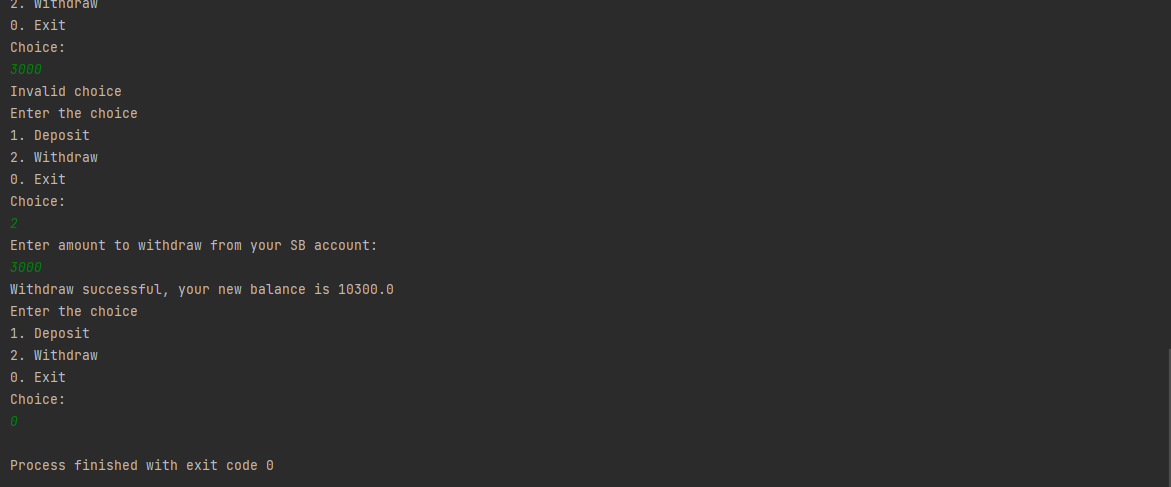 2. Withdraw
0. Exit
Choice:
3000
Invalid choice
Enter the choice
1. Deposit
2. Withdraw
0. Exit
Choice:
2
Enter amount to withdraw from your SB account:
3000
Withdraw successful, your new balance is 10300.0
Enter the choice
1. Deposit
2. Withdraw
0. Exit
Choice:
0
Process finished with exit code 0